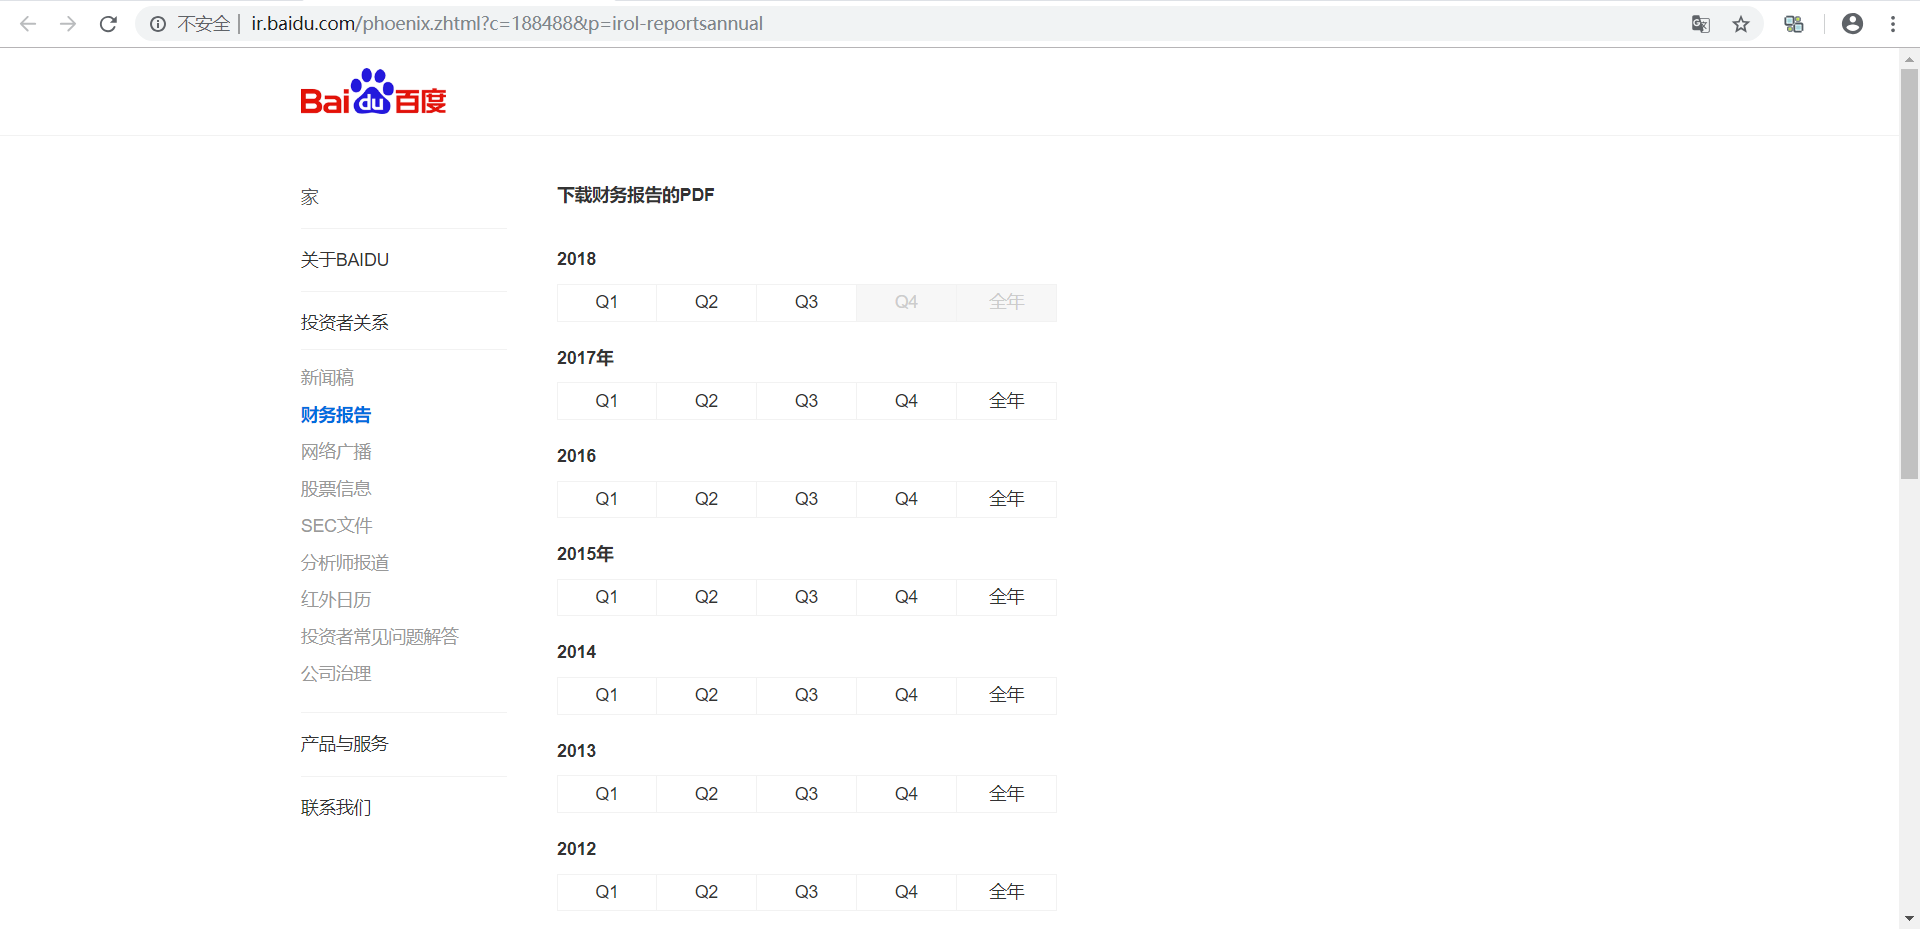 不安全 | ir.baidu.com/phoenix.zhtml?c=188488&p=irol-reportsannual
Bai du 百度
家
关于BAIDU
投资者关系
新闻稿
财务报告
网络广播
股票信息
SEC文件
分析师报道
红外日历
投资者常见问题解答
公司治理
产品与服务
联系我们
下载财务报告的PDF
2018
Q1 Q2 Q3 Q4 全年
2017年
Q1 Q2 Q3 Q4 全年
2016
Q1 Q2 Q3 Q4 全年
2015年
Q1 Q2 Q3 Q4 全年
2014
Q1 Q2 Q3 Q4 全年
2013
Q1 Q2 Q3 Q4 全年
2012
Q1 Q2 Q3 Q4 全年